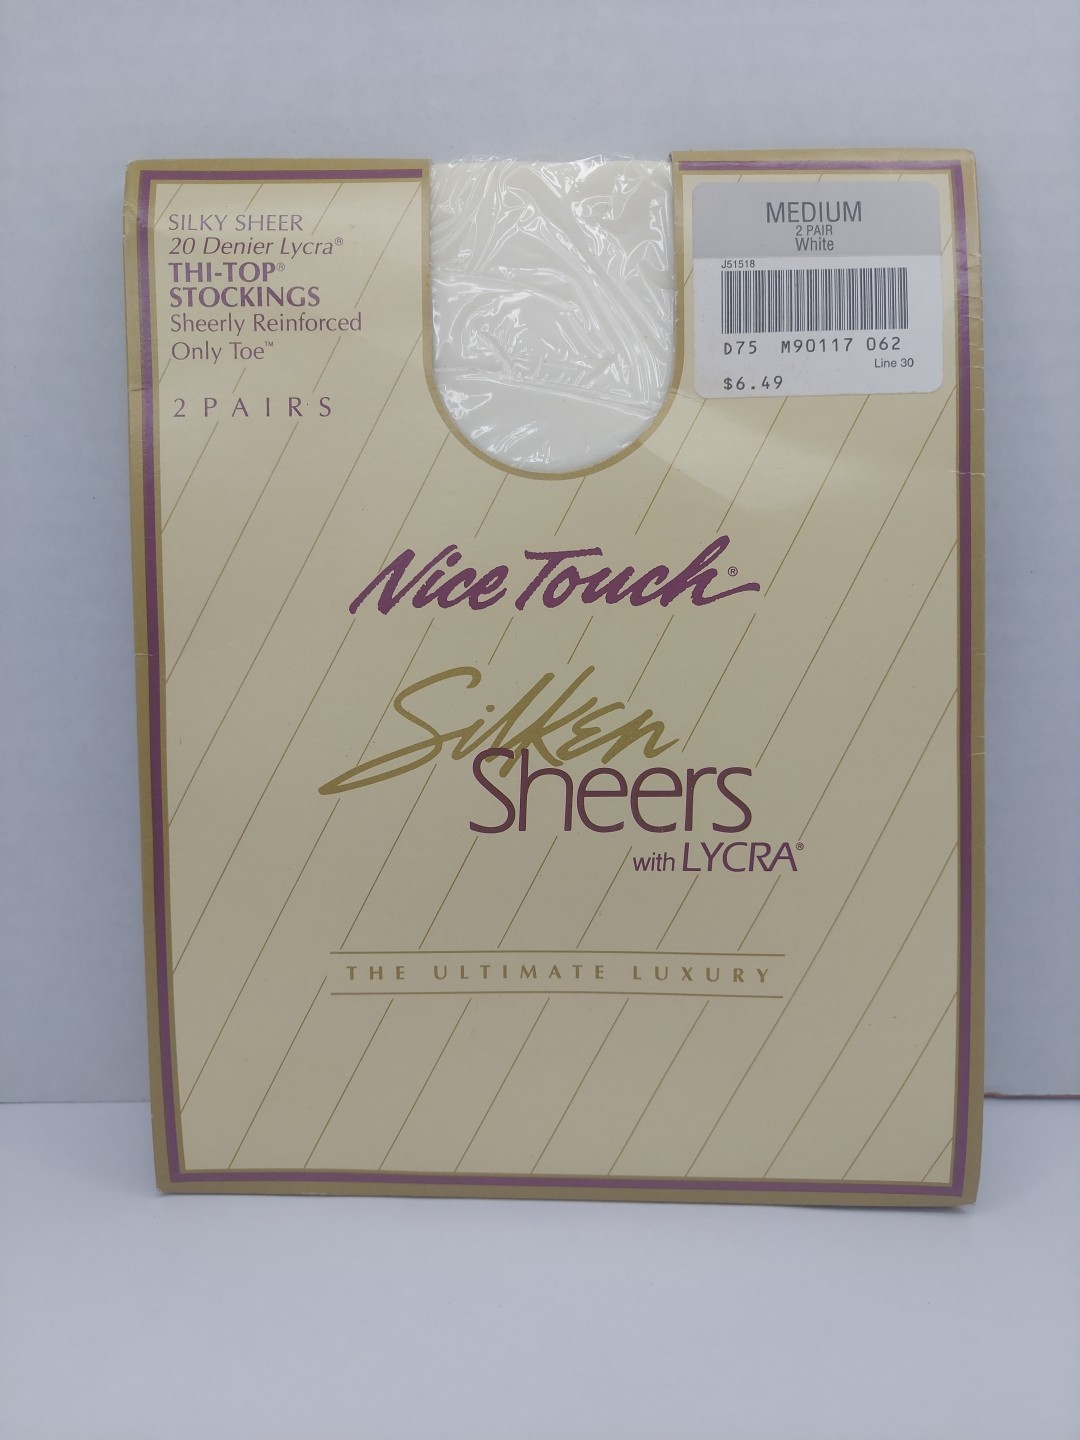 SILKY SHEER
20 Denier Lycra®
THI-TOP®
STOCKINGS
Sheerly Reinforced
Only Toe™
2 PAIRS
MEDIUM
2 PAIR
White
J51518
D75 M90117 062
Line 30
$6.49
Nice Touch®
Silken
Sheers
with LYCRA®
THE ULTIMATE LUXURY